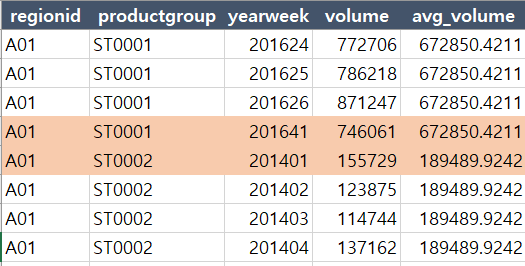 regionid productgroup yearweek volume avg_volume
A01 ST0001 201624 772706 672850.4211
A01 ST0001 201625 786218 672850.4211
A01 ST0001 201626 871247 672850.4211
A01 ST0001 201641 746061 672850.4211
A01 ST0002 201401 155729 189489.9242
A01 ST0002 201402 123875 189489.9242
A01 ST0002 201403 114744 189489.9242
A01 ST0002 201404 137162 189489.9242